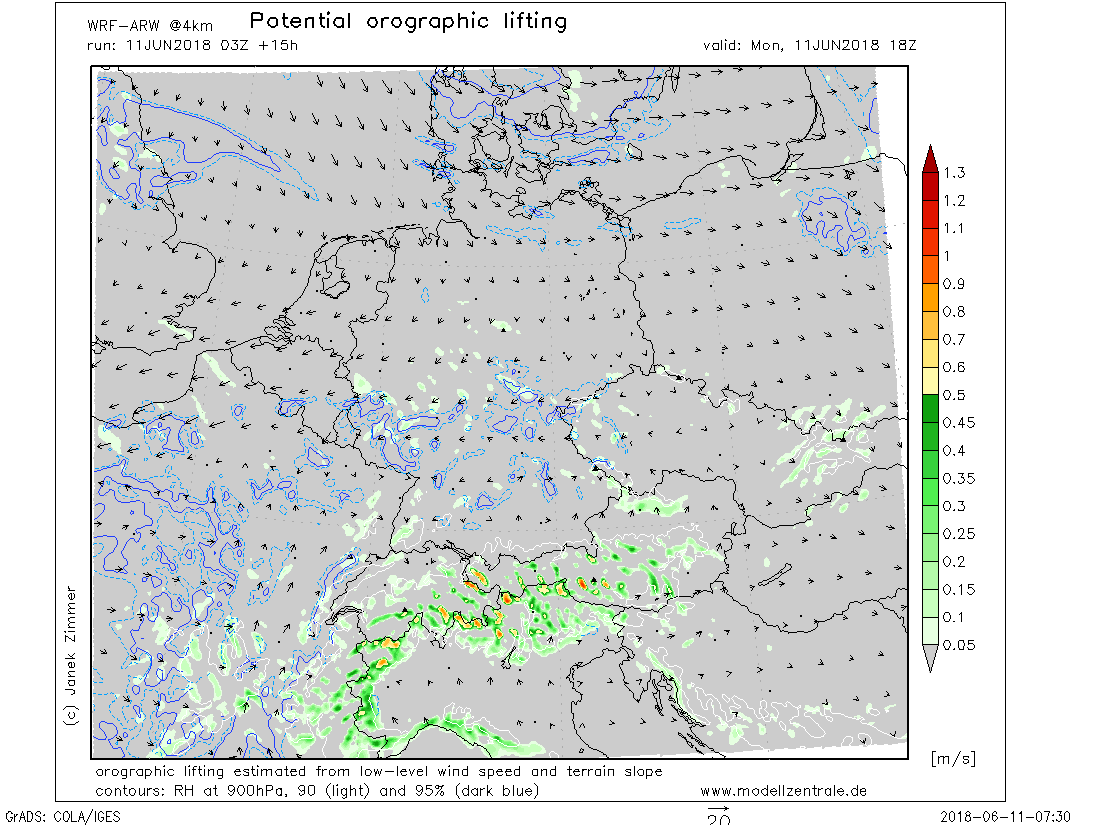 Potential orographic lifting
WRF-ARW @4km
run: 11JUN2018 03Z +15h
valid: Mon, 11JUN2018 18Z
1.3
1.2
1.1
1
0.9
0.8
0.7
0.6
0.5
0.45
0.4
0.35
0.3
0.25
0.2
0.15
0.1
0.05
[m/s]
(c) Janek Zimmer
orographic lifting estimated from low-level wind speed and terrain slope
contours: RH at 900hPa, 90 (light) and 95% (dark blue)
www.modellzentrale.de
20
GrADS: COLA/IGES
2018-06-11-07:30